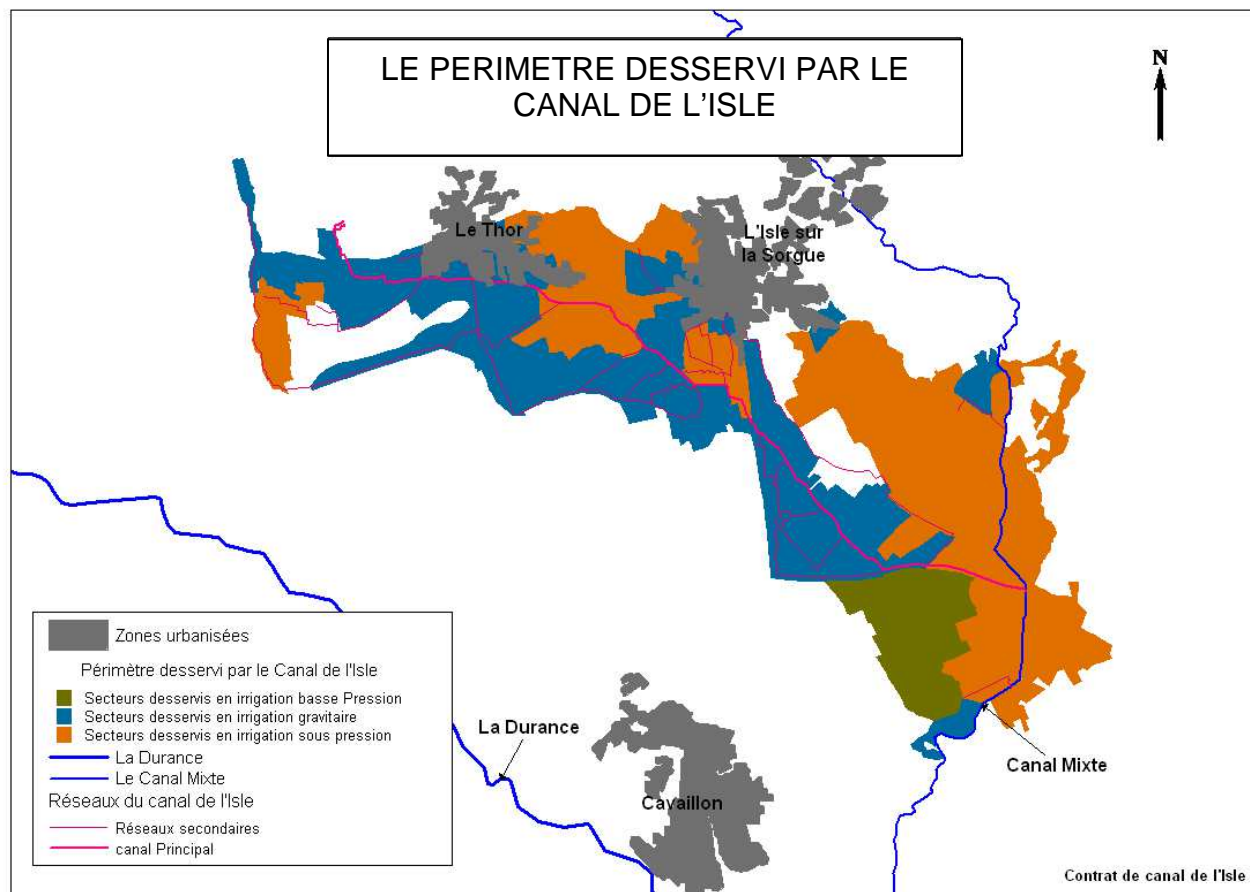 LE PERIMETRE DESSERVI PAR LE
CANAL DE L'ISLE
N
Le Thor
L'Isle sur
la Sorgue
Zones urbanisées
Périmètre desservi par le Canal de l'Isle
Secteurs desservis en irrigation basse Pression
Secteurs desservis en irrigation gravitaire
Secteurs desservis en irrigation sous pression
La Durance
Le Canal Mixte
Réseaux du canal de l'Isle
Réseaux secondaires
canal Principal
La Durance
Cavaillon
Canal Mixte
Contrat de canal de l'Isle